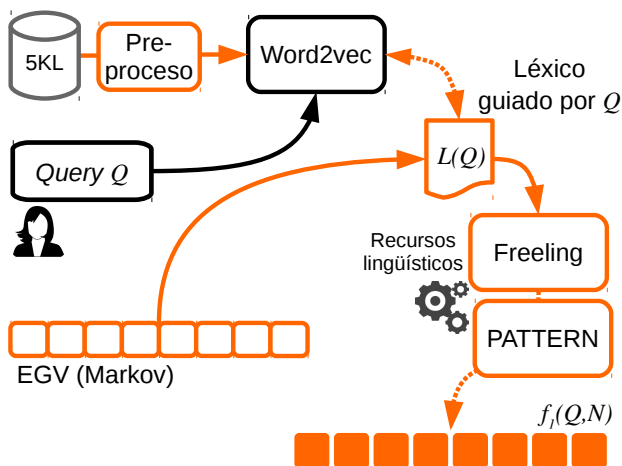 5KL
Pre-
proceso
Word2vec
Léxico
guiado por Q
Query Q
L(Q)
Recursos
lingüísticos
Freeling
PATTERN
EGV (Markov)
f₁(Q,N)